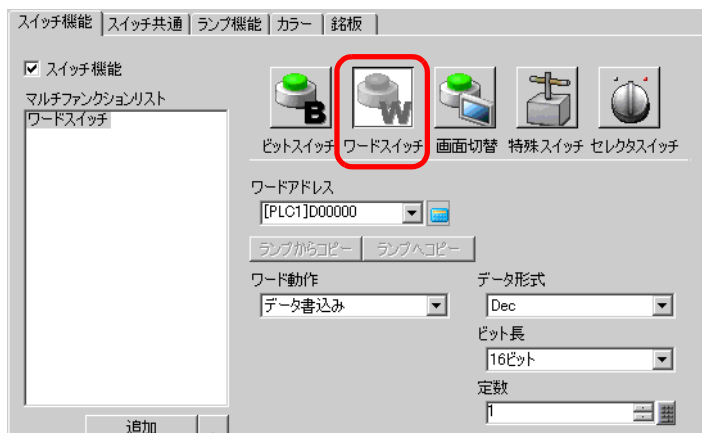 スイッチ機能 スイッチ共通 ランプ機能 カラー 銘板
スイッチ機能
マルチファンクションリスト
ワードスイッチ
B W
ビットスイッチ ワードスイッチ 画面切替 特殊スイッチ セレクタスイッチ
ワードアドレス
[PLC1]D00000
ランプからコピー ランプへコピー
ワード動作 データ形式
データ書込み Dec
ビット長
16ビット
定数
1
追加